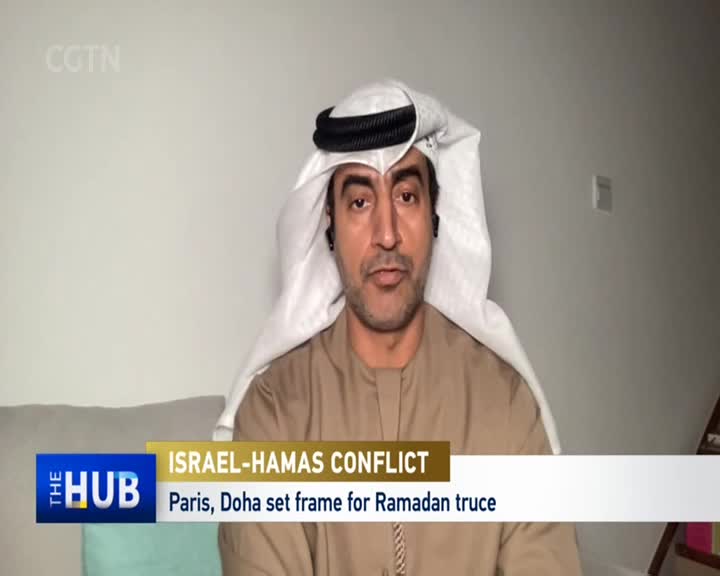 CGTN
ISRAEL-HAMAS CONFLICT
THE HUB
Paris, Doha set frame for Ramadan truce